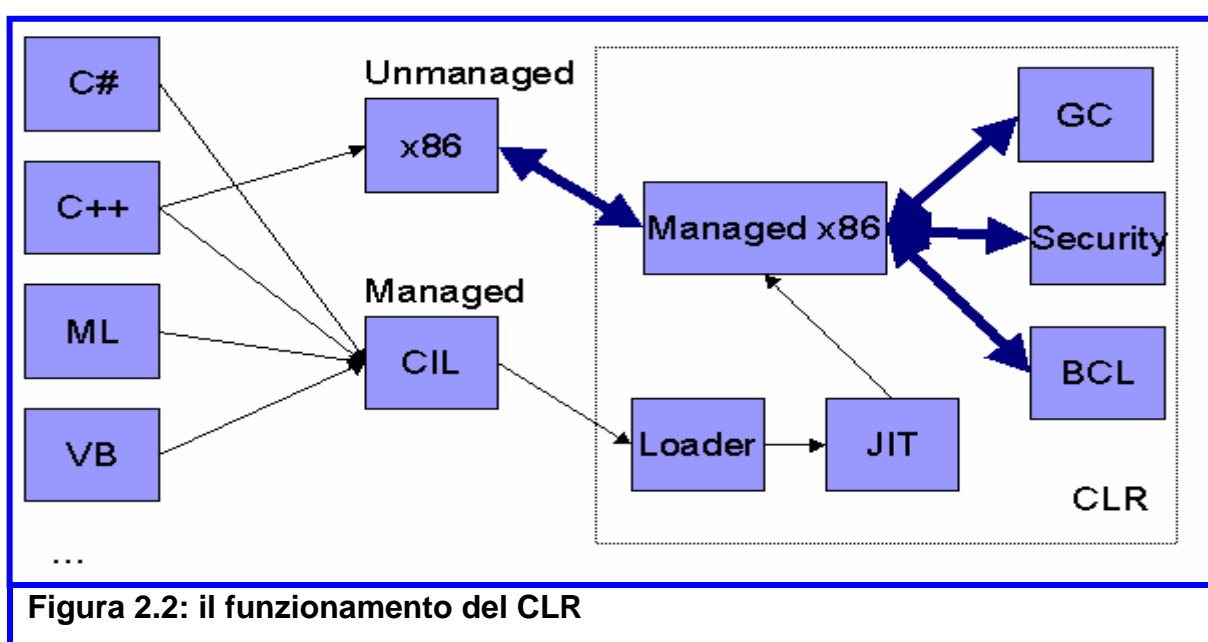 C#
C++
ML
VB
...
Unmanaged
x86
Managed
CIL
Managed x86
Loader
JIT
GC
Security
BCL
CLR
Figura 2.2: il funzionamento del CLR